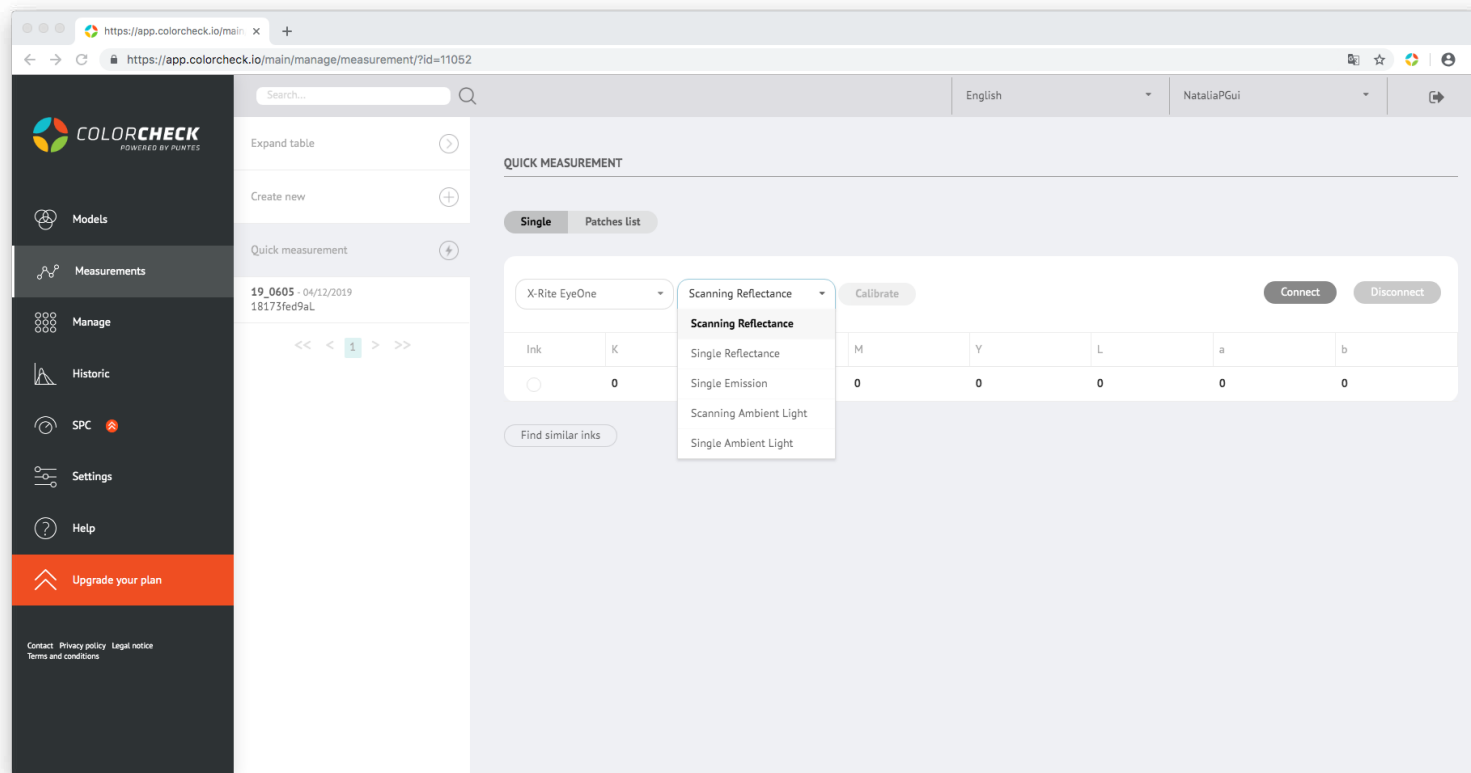 https://app.colorcheck.io/main
https://app.colorcheck.io/main/manage/measurement/?id=11052
COLORCHECK
POWERED BY PUNTES
Models
Measurements
Manage
Historic
SPC
Settings
Help
Upgrade your plan
Contact Privacy policy Legal notice
Terms and conditions
Search...
English
NataliaPGui
Expand table
Create new
Quick measurement
19_0605 - 04/12/2019
18173fed9aL
<< < 1 > >>
QUICK MEASUREMENT
Single Patches list
X-Rite EyeOne Scanning Reflectance Calibrate Connect Disconnect
Scanning Reflectance
Single Reflectance
Single Emission
Scanning Ambient Light
Single Ambient Light
Ink K M Y L a b
0 0 0 0 0 0
Find similar inks